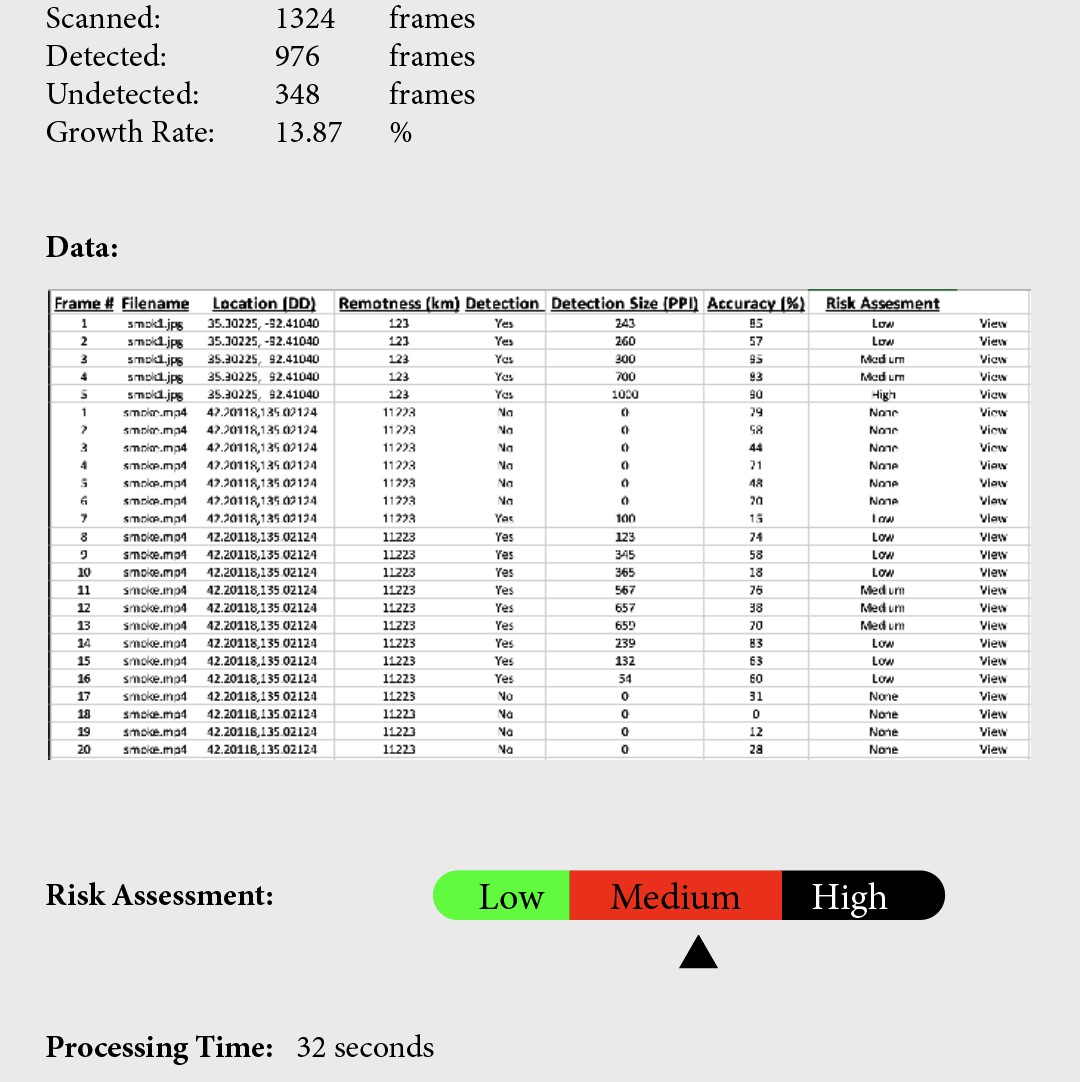 Scanned: 1324 frames
Detected: 976 frames
Undetected: 348 frames
Growth Rate: 13.87 %
Data:
Frame # Filename Location (DD) Remotness (km) Detection Detection Size (PPI) Accuracy (%) Risk Assesment
1 smok1.jpg 35.30225, -92.41040 123 Yes 243 85 Low View
2 smok1.jpg 35.30225, -92.41040 123 Yes 260 57 Low View
3 smok1.jpg 35.30225, 92.41040 123 Yes 300 95 Medium View
4 smok1.jpg 35.30225, 92.41040 123 Yes 700 83 Medium View
5 smok1.jpg 35.30225, 92.41040 123 Yes 1000 90 High View
1 smoke.mp4 42.20118,135.02124 11223 No 0 79 None View
2 smoke.mp4 42.20118,135.02124 11223 No 0 58 None View
3 smoke.mp4 42.20118,135.02124 11223 No 0 44 None View
4 smoke.mp4 42.20118,135.02124 11223 No 0 71 None View
5 smoke.mp4 42.20118,135.02124 11223 No 0 48 None View
6 smoke.mp4 42.20118,135.02124 11223 No 0 70 None View
7 smoke.mp4 42.20118,135.02124 11223 Yes 100 15 Low View
8 smoke.mp4 42.20118,135.02124 11223 Yes 123 74 Low View
9 smoke.mp4 42.20118,135.02124 11223 Yes 345 58 Low View
10 smoke.mp4 42.20118,135.02124 11223 Yes 365 18 Low View
11 smoke.mp4 42.20118,135.02124 11223 Yes 567 76 Medium View
12 smoke.mp4 42.20118,135.02124 11223 Yes 657 38 Medium View
13 smoke.mp4 42.20118,135.02124 11223 Yes 659 70 Medium View
14 smoke.mp4 42.20118,135.02124 11223 Yes 239 83 Low View
15 smoke.mp4 42.20118,135.02124 11223 Yes 132 63 Low View
16 smoke.mp4 42.20118,135.02124 11223 Yes 54 60 Low View
17 smoke.mp4 42.20118,135.02124 11223 No 0 31 None View
18 smoke.mp4 42.20118,135.02124 11223 No 0 0 None View
19 smoke.mp4 42.20118,135.02124 11223 No 0 12 None View
20 smoke.mp4 42.20118,135.02124 11223 No 0 28 None View
Risk Assessment: Low Medium High
Processing Time: 32 seconds